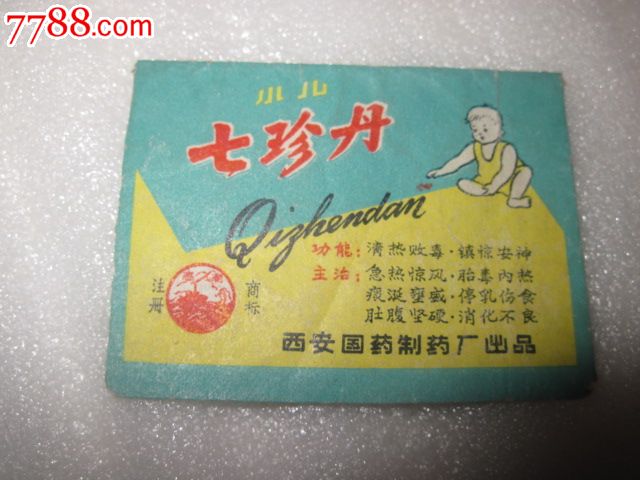 7788.com
小儿
七珍丹
Qizhendan
功能：清热败毒·镇惊安神
主治：急热惊风·胎毒内热
痰涎壅盛·停乳伤食
肚腹坚硬·消化不良
注册
商标
西安国药制药厂出品